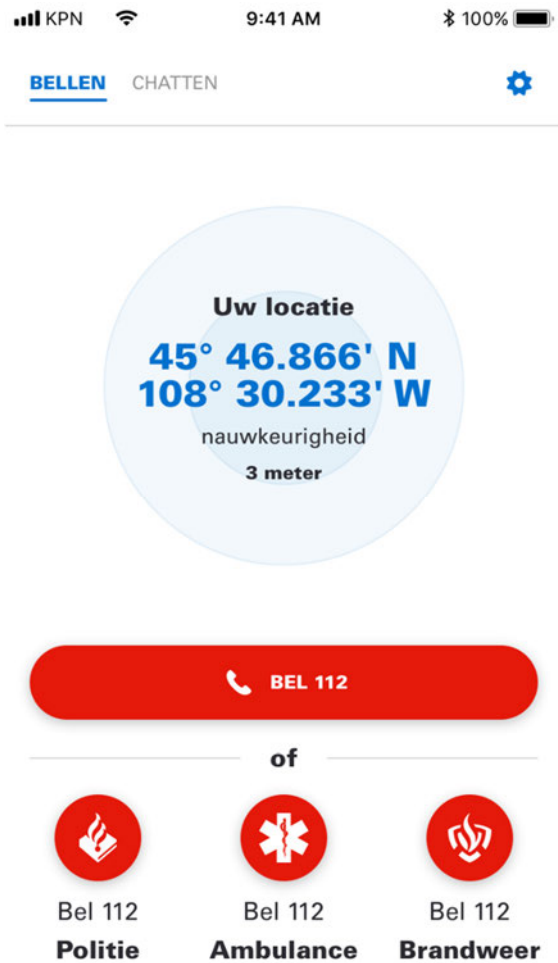 KPN 9:41 AM 100%
BELLEN CHATTEN
Uw locatie
45° 46.866' N
108° 30.233' W
nauwkeurigheid
3 meter
BEL 112
of
Bel 112 Bel 112 Bel 112
Politie Ambulance Brandweer